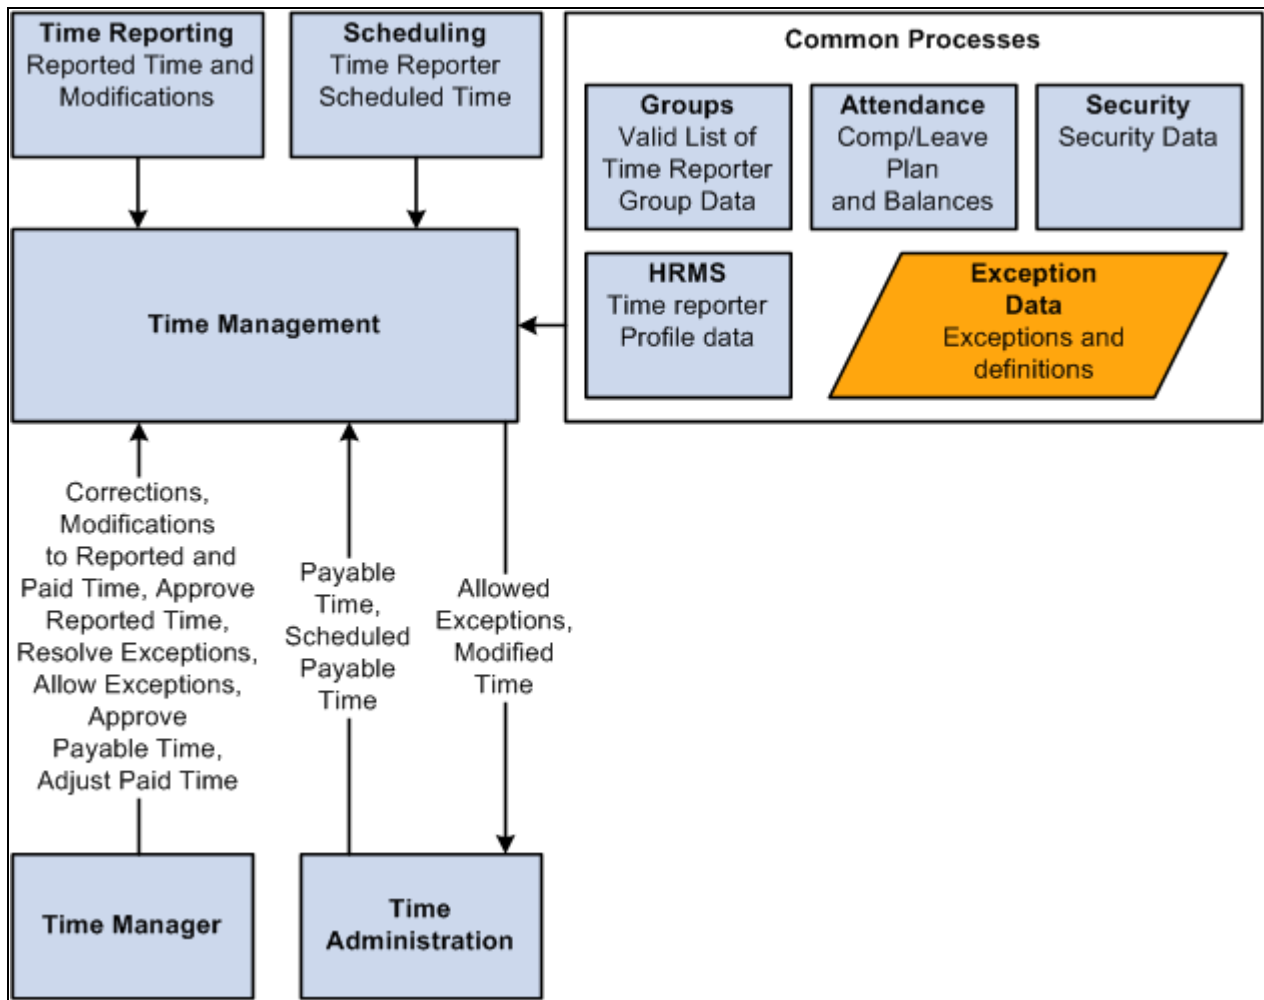 Time Reporting
Reported Time and
Modifications
Scheduling
Time Reporter
Scheduled Time
Common Processes
Groups
Valid List of
Time Reporter
Group Data
Attendance
Comp/Leave
Plan
and Balances
Security
Security Data
HRMS
Time reporter
Profile data
Exception
Data
Exceptions and
definitions
Time Management
Corrections,
Modifications
to Reported and
Paid Time, Approve
Reported Time,
Resolve Exceptions,
Allow Exceptions,
Approve
Payable Time,
Adjust Paid Time
Payable
Time,
Scheduled
Payable
Time
Allowed
Exceptions,
Modified
Time
Time Manager
Time
Administration